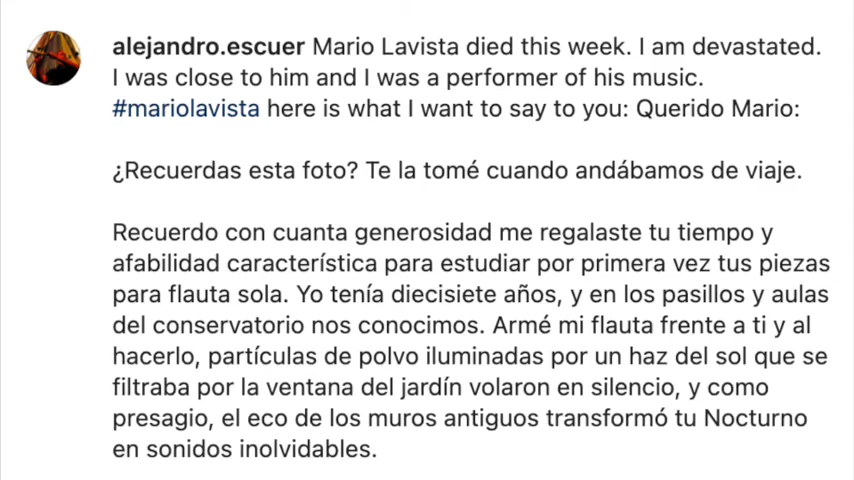 alejandro.escuer Mario Lavista died this week. I am devastated.
I was close to him and I was a performer of his music.
#mariolavista here is what I want to say to you: Querido Mario:
¿Recuerdas esta foto? Te la tomé cuando andábamos de viaje.
Recuerdo con cuanta generosidad me regalaste tu tiempo y
afabilidad característica para estudiar por primera vez tus piezas
para flauta sola. Yo tenía diecisiete años, y en los pasillos y aulas
del conservatorio nos conocimos. Armé mi flauta frente a ti y al
hacerlo, partículas de polvo iluminadas por un haz del sol que se
filtraba por la ventana del jardín volaron en silencio, y como
presagio, el eco de los muros antiguos transformó tu Nocturno
en sonidos inolvidables.